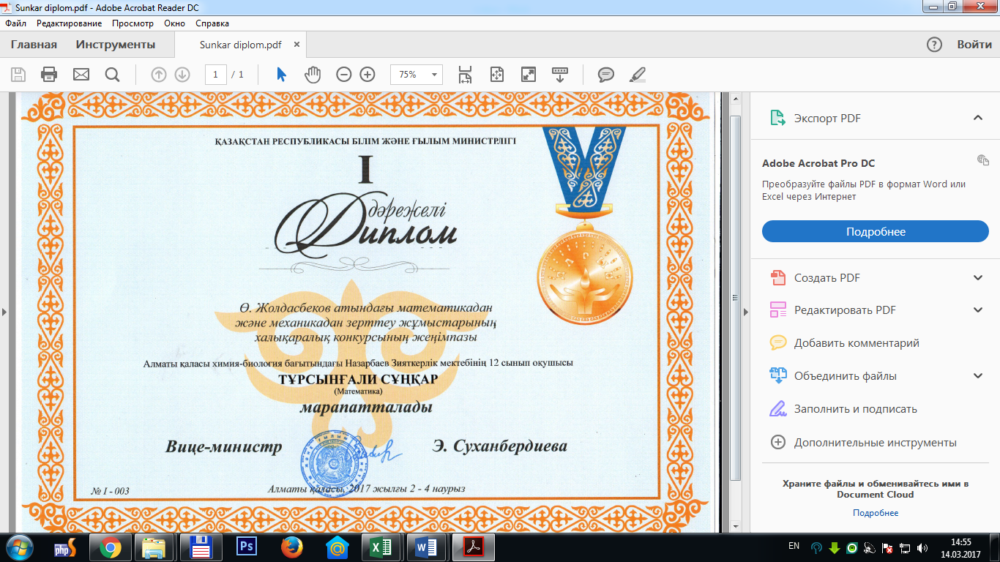 Sunkar diplom.pdf - Adobe Acrobat Reader DC
Файл Редактирование Просмотр Окно Справка
Главная Инструменты Sunkar diplom.pdf × Войти
1 / 1 75%
ҚАЗАҚСТАН РЕСПУБЛИКАСЫ БІЛІМ ЖӘНЕ ҒЫЛЫМ МИНИСТРЛІГІ
I
дәрежелі
Диплом
Ө. Жолдасбеков атындағы математикадан
және механикадан зерттеу жұмыстарының
халықаралық конкурсының жеңімпазы
Алматы қаласы химия-биология бағытындағы Назарбаев Зияткерлік мектебінің 12 сынып оқушысы
ТҰРСЫНҒАЛИ СҰҢҚАР
(Математика)
марапатталады
Вице-министр Э. Суханбердиева
№ I - 003
Алматы қаласы, 2017 жылғы 2 - 4 наурыз
Экспорт PDF
Adobe Acrobat Pro DC
Преобразуйте файлы PDF в формат Word или
Excel через Интернет
Подробнее
Создать PDF
Редактировать PDF
Добавить комментарий
Объединить файлы
Заполнить и подписать
Дополнительные инструменты
Храните файлы и обменивайтесь ими в
Document Cloud
Подробнее
php Ps EN 14:55
14.03.2017